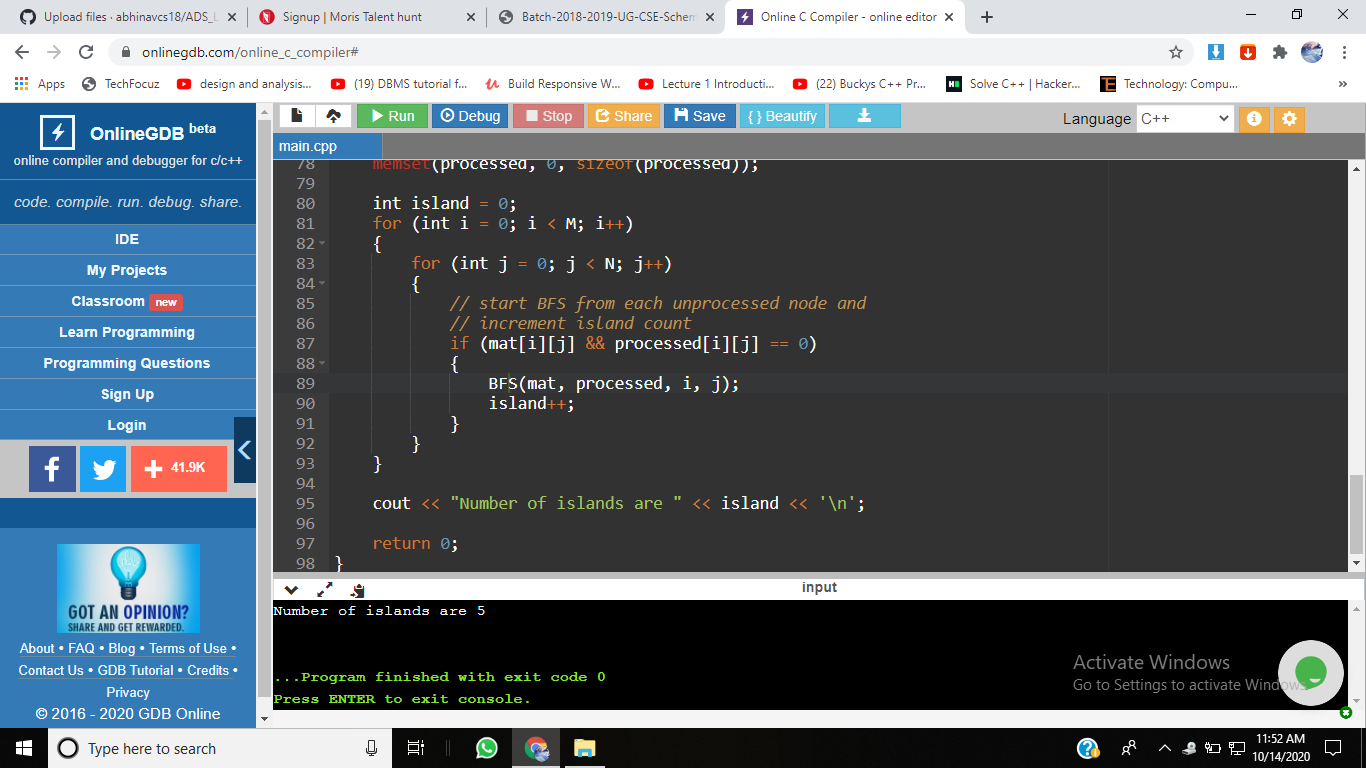 Upload files · abhinavcs18/ADS_L
Signup | Moris Talent hunt
Batch-2018-2019-UG-CSE-Schem
Online C Compiler - online editor
onlinegdb.com/online_c_compiler#
Apps
TechFocuz
design and analysis...
(19) DBMS tutorial f...
Build Responsive W...
Lecture 1 Introducti...
(22) Buckys C++ Pr...
Solve C++ | Hacker...
Technology: Compu...
»
OnlineGDB beta
online compiler and debugger for c/c++
code. compile. run. debug. share.
IDE
My Projects
Classroom new
Learn Programming
Programming Questions
Sign Up
Login
41.9K
GOT AN OPINION?
SHARE AND GET REWARDED.
About • FAQ • Blog • Terms of Use •
Contact Us • GDB Tutorial • Credits •
Privacy
© 2016 - 2020 GDB Online
Run
Debug
Stop
Share
Save
{ } Beautify
Language C++
main.cpp
78 memset(processed, 0, sizeof(processed));
79
80 int island = 0;
81 for (int i = 0; i < M; i++)
82 {
83 for (int j = 0; j < N; j++)
84 {
85 // start BFS from each unprocessed node and
86 // increment island count
87 if (mat[i][j] && processed[i][j] == 0)
88 {
89 BFS(mat, processed, i, j);
90 island++;
91 }
92 }
93 }
94
95 cout << "Number of islands are " << island << '\n';
96
97 return 0;
98 }
input
Number of islands are 5
...Program finished with exit code 0
Press ENTER to exit console.
Activate Windows
Go to Settings to activate Windows.
Type here to search
11:52 AM
10/14/2020